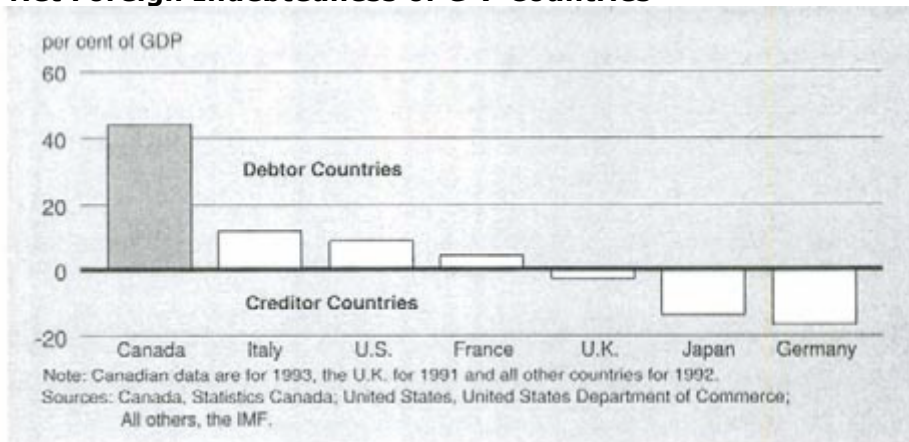 Net Foreign Indebtedness of G-7 Countries
per cent of GDP
60
40
Debtor Countries
20
0
Creditor Countries
-20
Canada Italy U.S. France U.K. Japan Germany
Note: Canadian data are for 1993, the U.K. for 1991 and all other countries for 1992.
Sources: Canada, Statistics Canada; United States, United States Department of Commerce;
All others, the IMF.